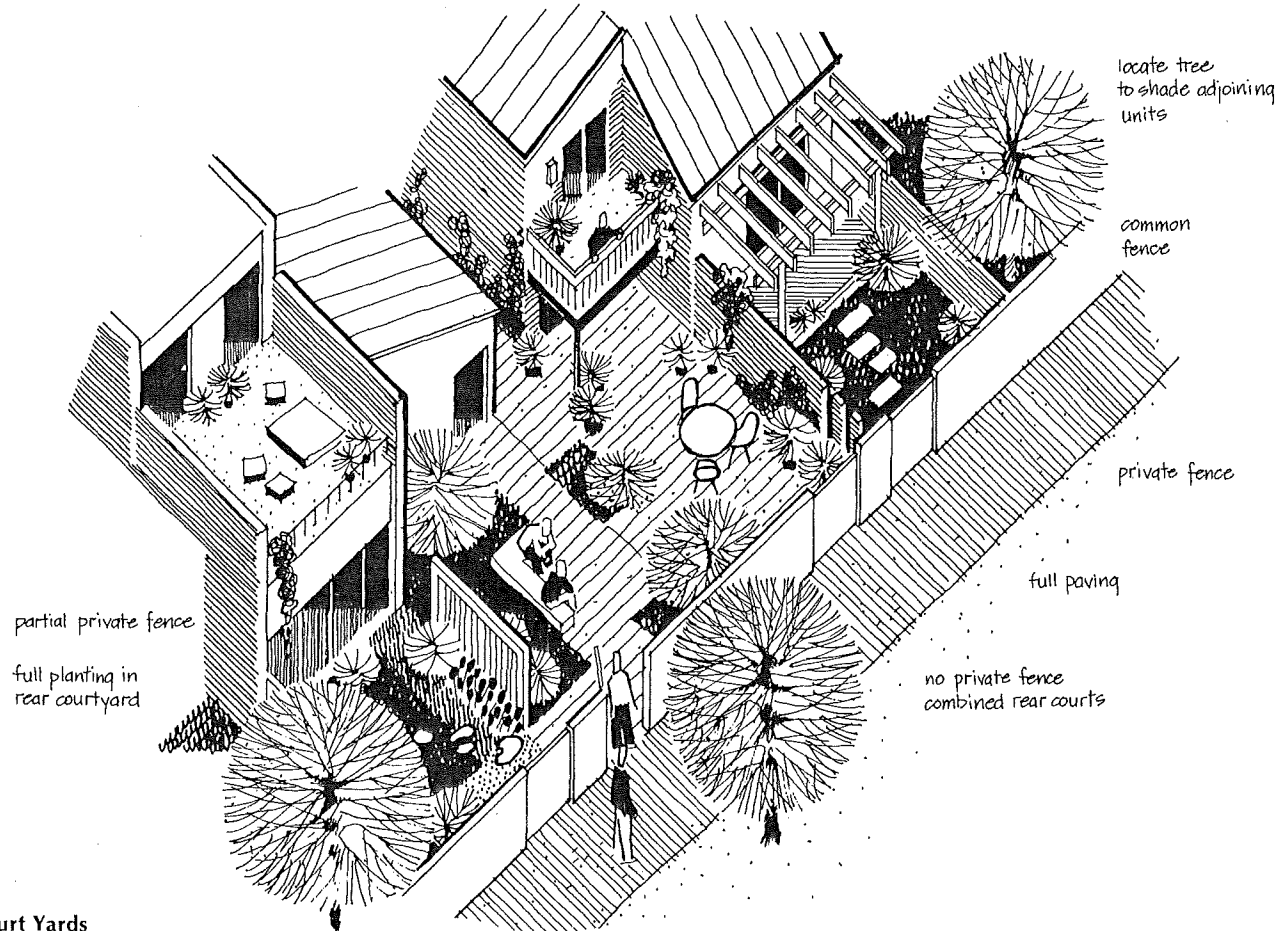 locate tree
to shade adjoining
units
common
fence
private fence
full paving
partial private fence
full planting in
rear courtyard
no private fence
combined rear courts
Yards